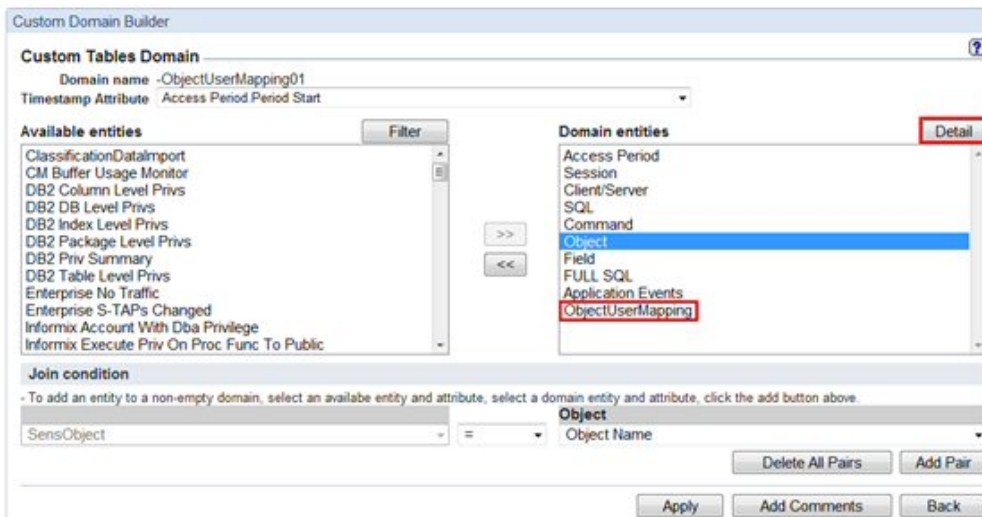 Custom Domain Builder
?
Custom Tables Domain
Domain name -ObjectUserMapping01
Timestamp Attribute Access Period.Period Start
Available entities Filter
ClassificationDataImport
CM Buffer Usage Monitor
DB2 Column Level Privs
DB2 DB Level Privs
DB2 Index Level Privs
DB2 Package Level Privs
DB2 Priv Summary
DB2 Table Level Privs
Enterprise No Traffic
Enterprise S-TAPs Changed
Informix Account With Dba Privilege
Informix Execute Priv On Proc Func To Public
>>
<<
Domain entities Detail
Access Period
Session
Client/Server
SQL
Command
Object
Field
FULL SQL
Application Events
ObjectUserMapping
Join condition
- To add an entity to a non-empty domain, select an availabe entity and attribute, select a domain entity and attribute, click the add button above.
Object
SensObject = Object Name
Delete All Pairs Add Pair
Apply Add Comments Back